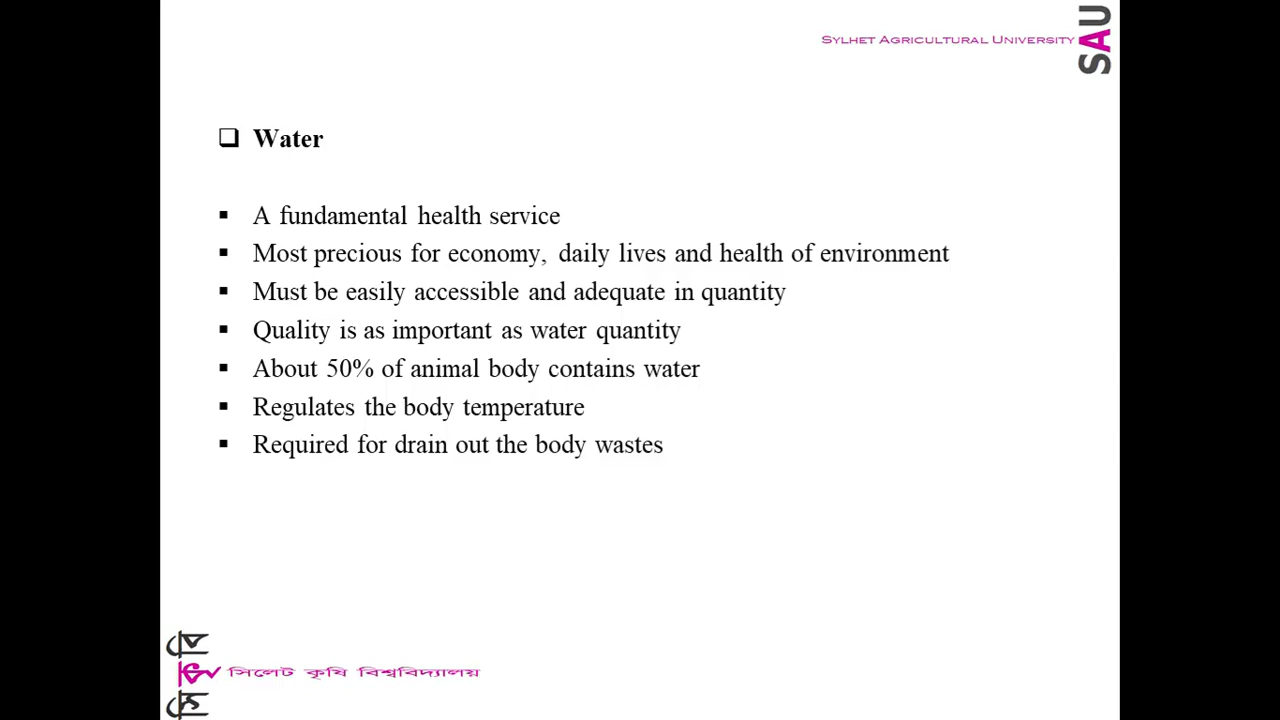 SYLHET AGRICULTURAL UNIVERSITY
SAU
Water
A fundamental health service
Most precious for economy, daily lives and health of environment
Must be easily accessible and adequate in quantity
Quality is as important as water quantity
About 50% of animal body contains water
Regulates the body temperature
Required for drain out the body wastes
সিকৃবি
সিলেট কৃষি বিশ্ববিদ্যালয়